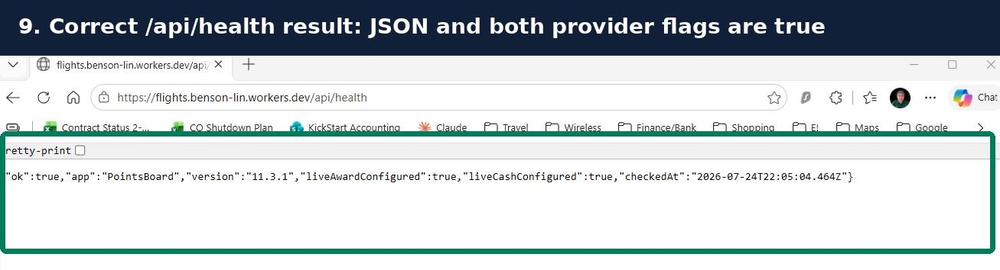 9. Correct /api/health result: JSON and both provider flags are true
flights.benson-lin.workers.dev/api/
https://flights.benson-lin.workers.dev/api/health
Chat
Contract Status 2-... CO Shutdown Plan KickStart Accounting Claude Travel Wireless Finance/Bank Shopping E! Maps Google
retty-print
"ok":true,"app":"PointsBoard","version":"11.3.1","liveAwardConfigured":true,"liveCashConfigured":true,"checkedAt":"2026-07-24T22:05:04.464Z"}